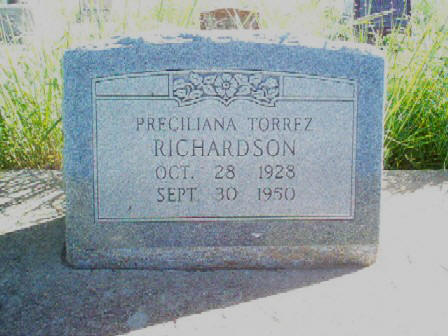 PRECILIANA TORREZ
RICHARDSON
OCT. 28 1928
SEPT. 30 1950